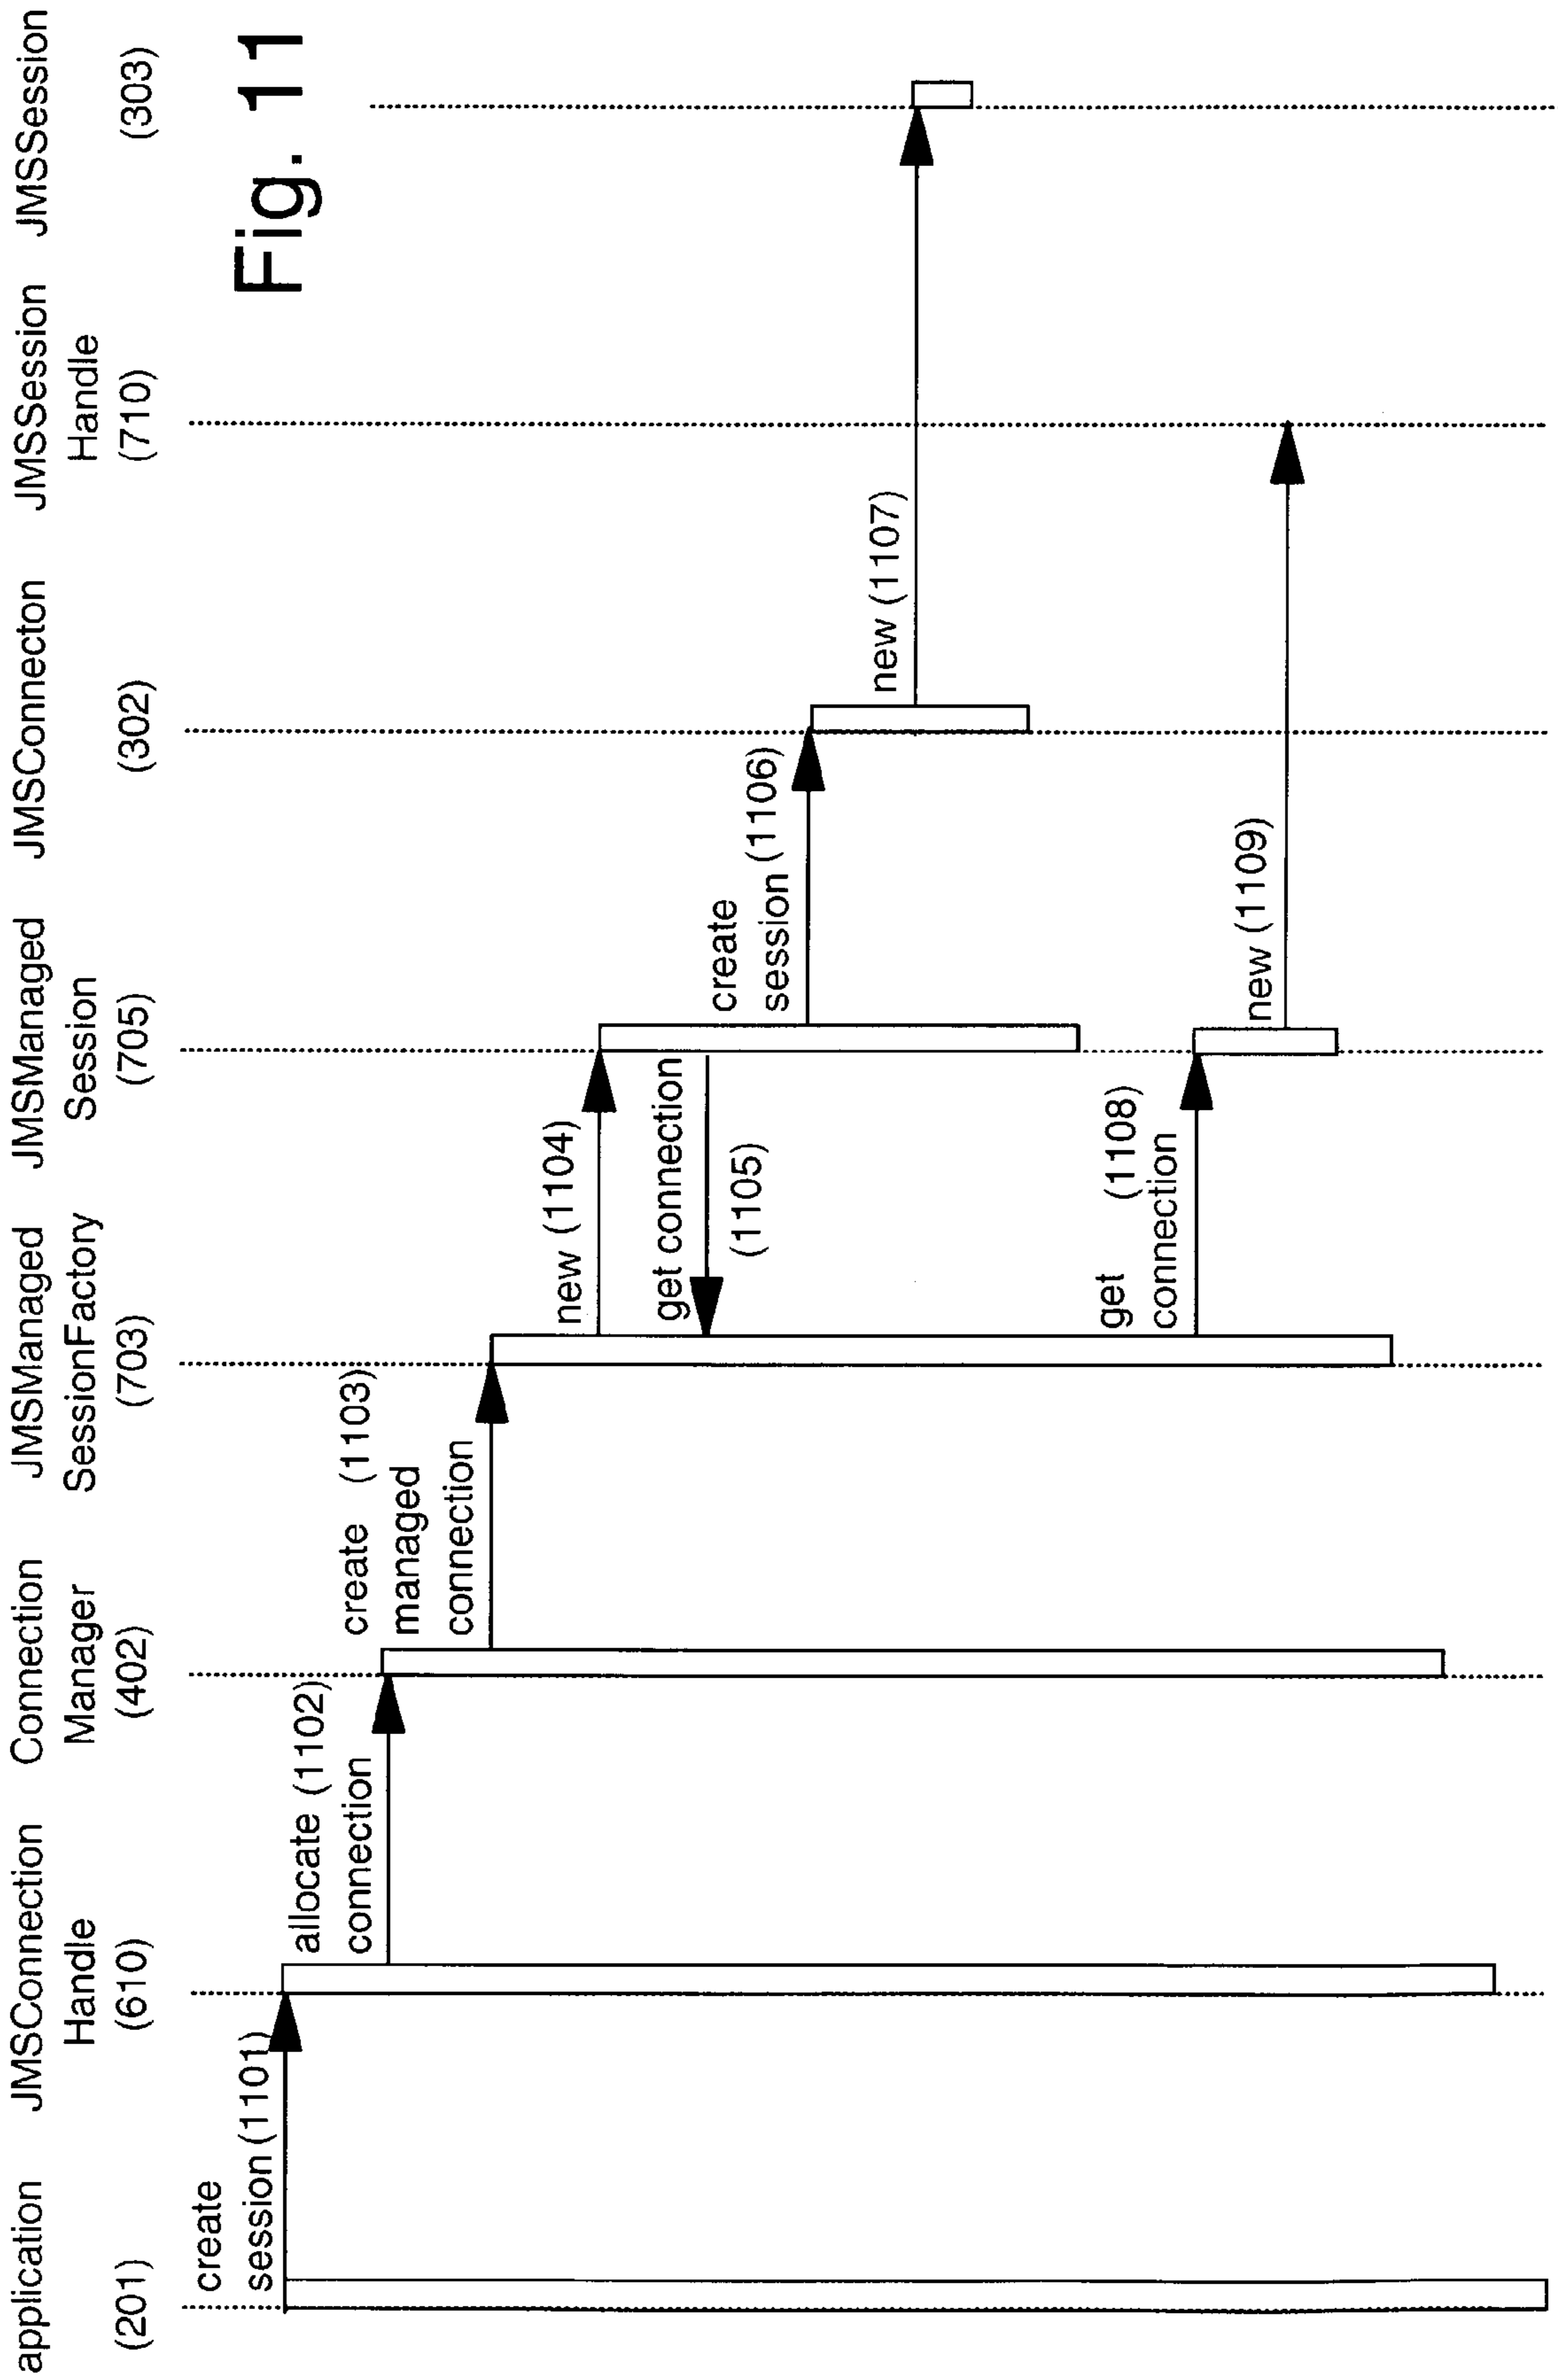 Fig. 11
application
(201)
JMSConnection
Handle
(610)
Connection
Manager
(402)
JMSManaged
SessionFactory
(703)
JMSManaged
Session
(705)
JMSConnecton
(302)
JMSSession
Handle
(710)
JMSSession
(303)
create
session (1101)
allocate (1102)
connection
create (1103)
managed
connection
new (1104)
get connection
(1105)
create
session (1106)
new (1107)
get (1108)
connection
new (1109)